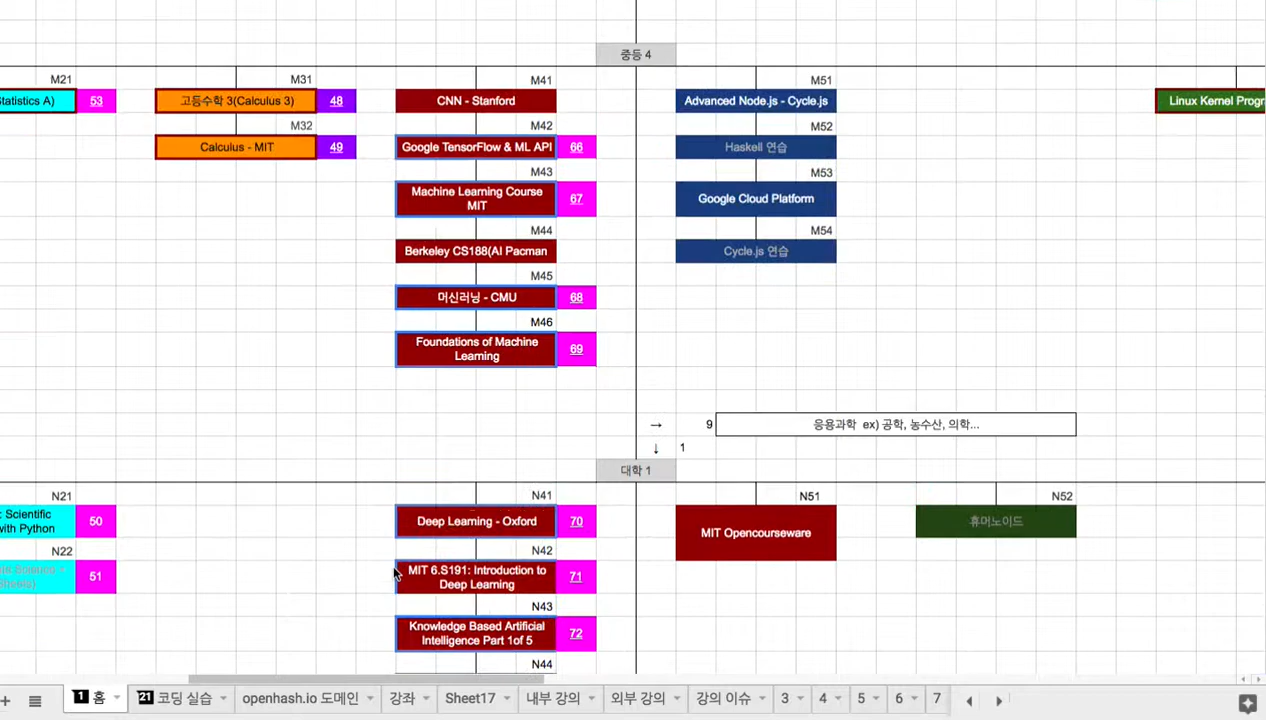 중등 4
M21
M31
M41
M51
Statistics A)
53
고등수학 3(Calculus 3)
48
CNN - Stanford
Advanced Node.js - Cycle.js
Linux Kernel Progr
M32
M42
M52
Calculus - MIT
49
Google TensorFlow & ML API
66
Haskell 연습
M43
M53
Machine Learning Course
MIT
67
Google Cloud Platform
M44
M54
Berkeley CS188(AI Pacman
Cycle.js 연습
M45
머신러닝 - CMU
68
M46
Foundations of Machine
Learning
69
→
9
응용과학 ex) 공학, 농수산, 의학...
↓
1
대학 1
N21
N41
N51
N52
: Scientific
with Python
50
Deep Learning - Oxford
70
MIT Opencourseware
휴머노이드
N22
N42
51
MIT 6.S191: Introduction to
Deep Learning
71
N43
Knowledge Based Artificial
Intelligence Part 1of 5
72
N44
1 홈
21 코딩 실습
openhash.io 도메인
강좌
Sheet17
내부 강의
외부 강의
강의 이슈
3
4
5
6
7